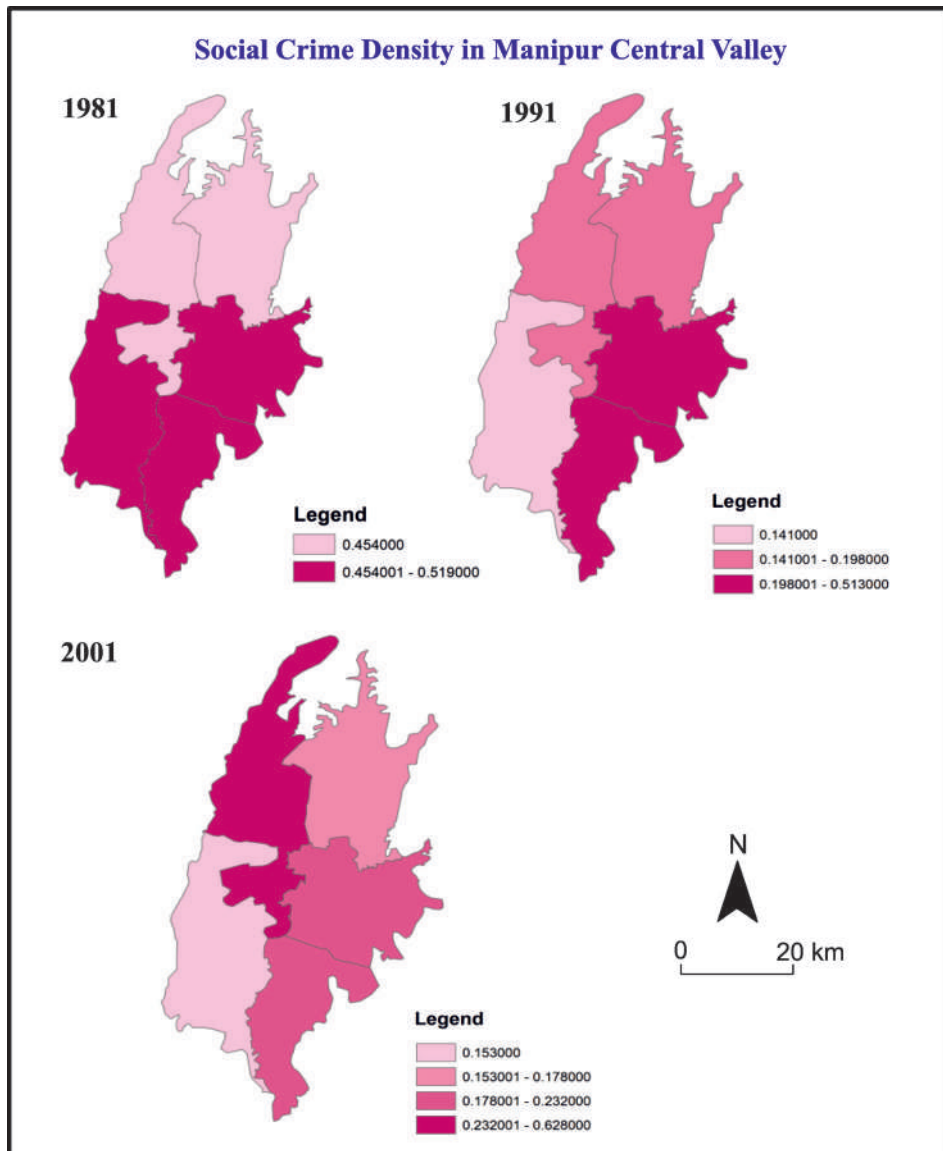 Social Crime Density in Manipur Central Valley
1981
1991
Legend
0.454000
0.454001 - 0.519000
Legend
0.141000
0.141001 - 0.198000
0.198001 - 0.513000
2001
N
0 20 km
Legend
0.153000
0.153001 - 0.178000
0.178001 - 0.232000
0.232001 - 0.628000